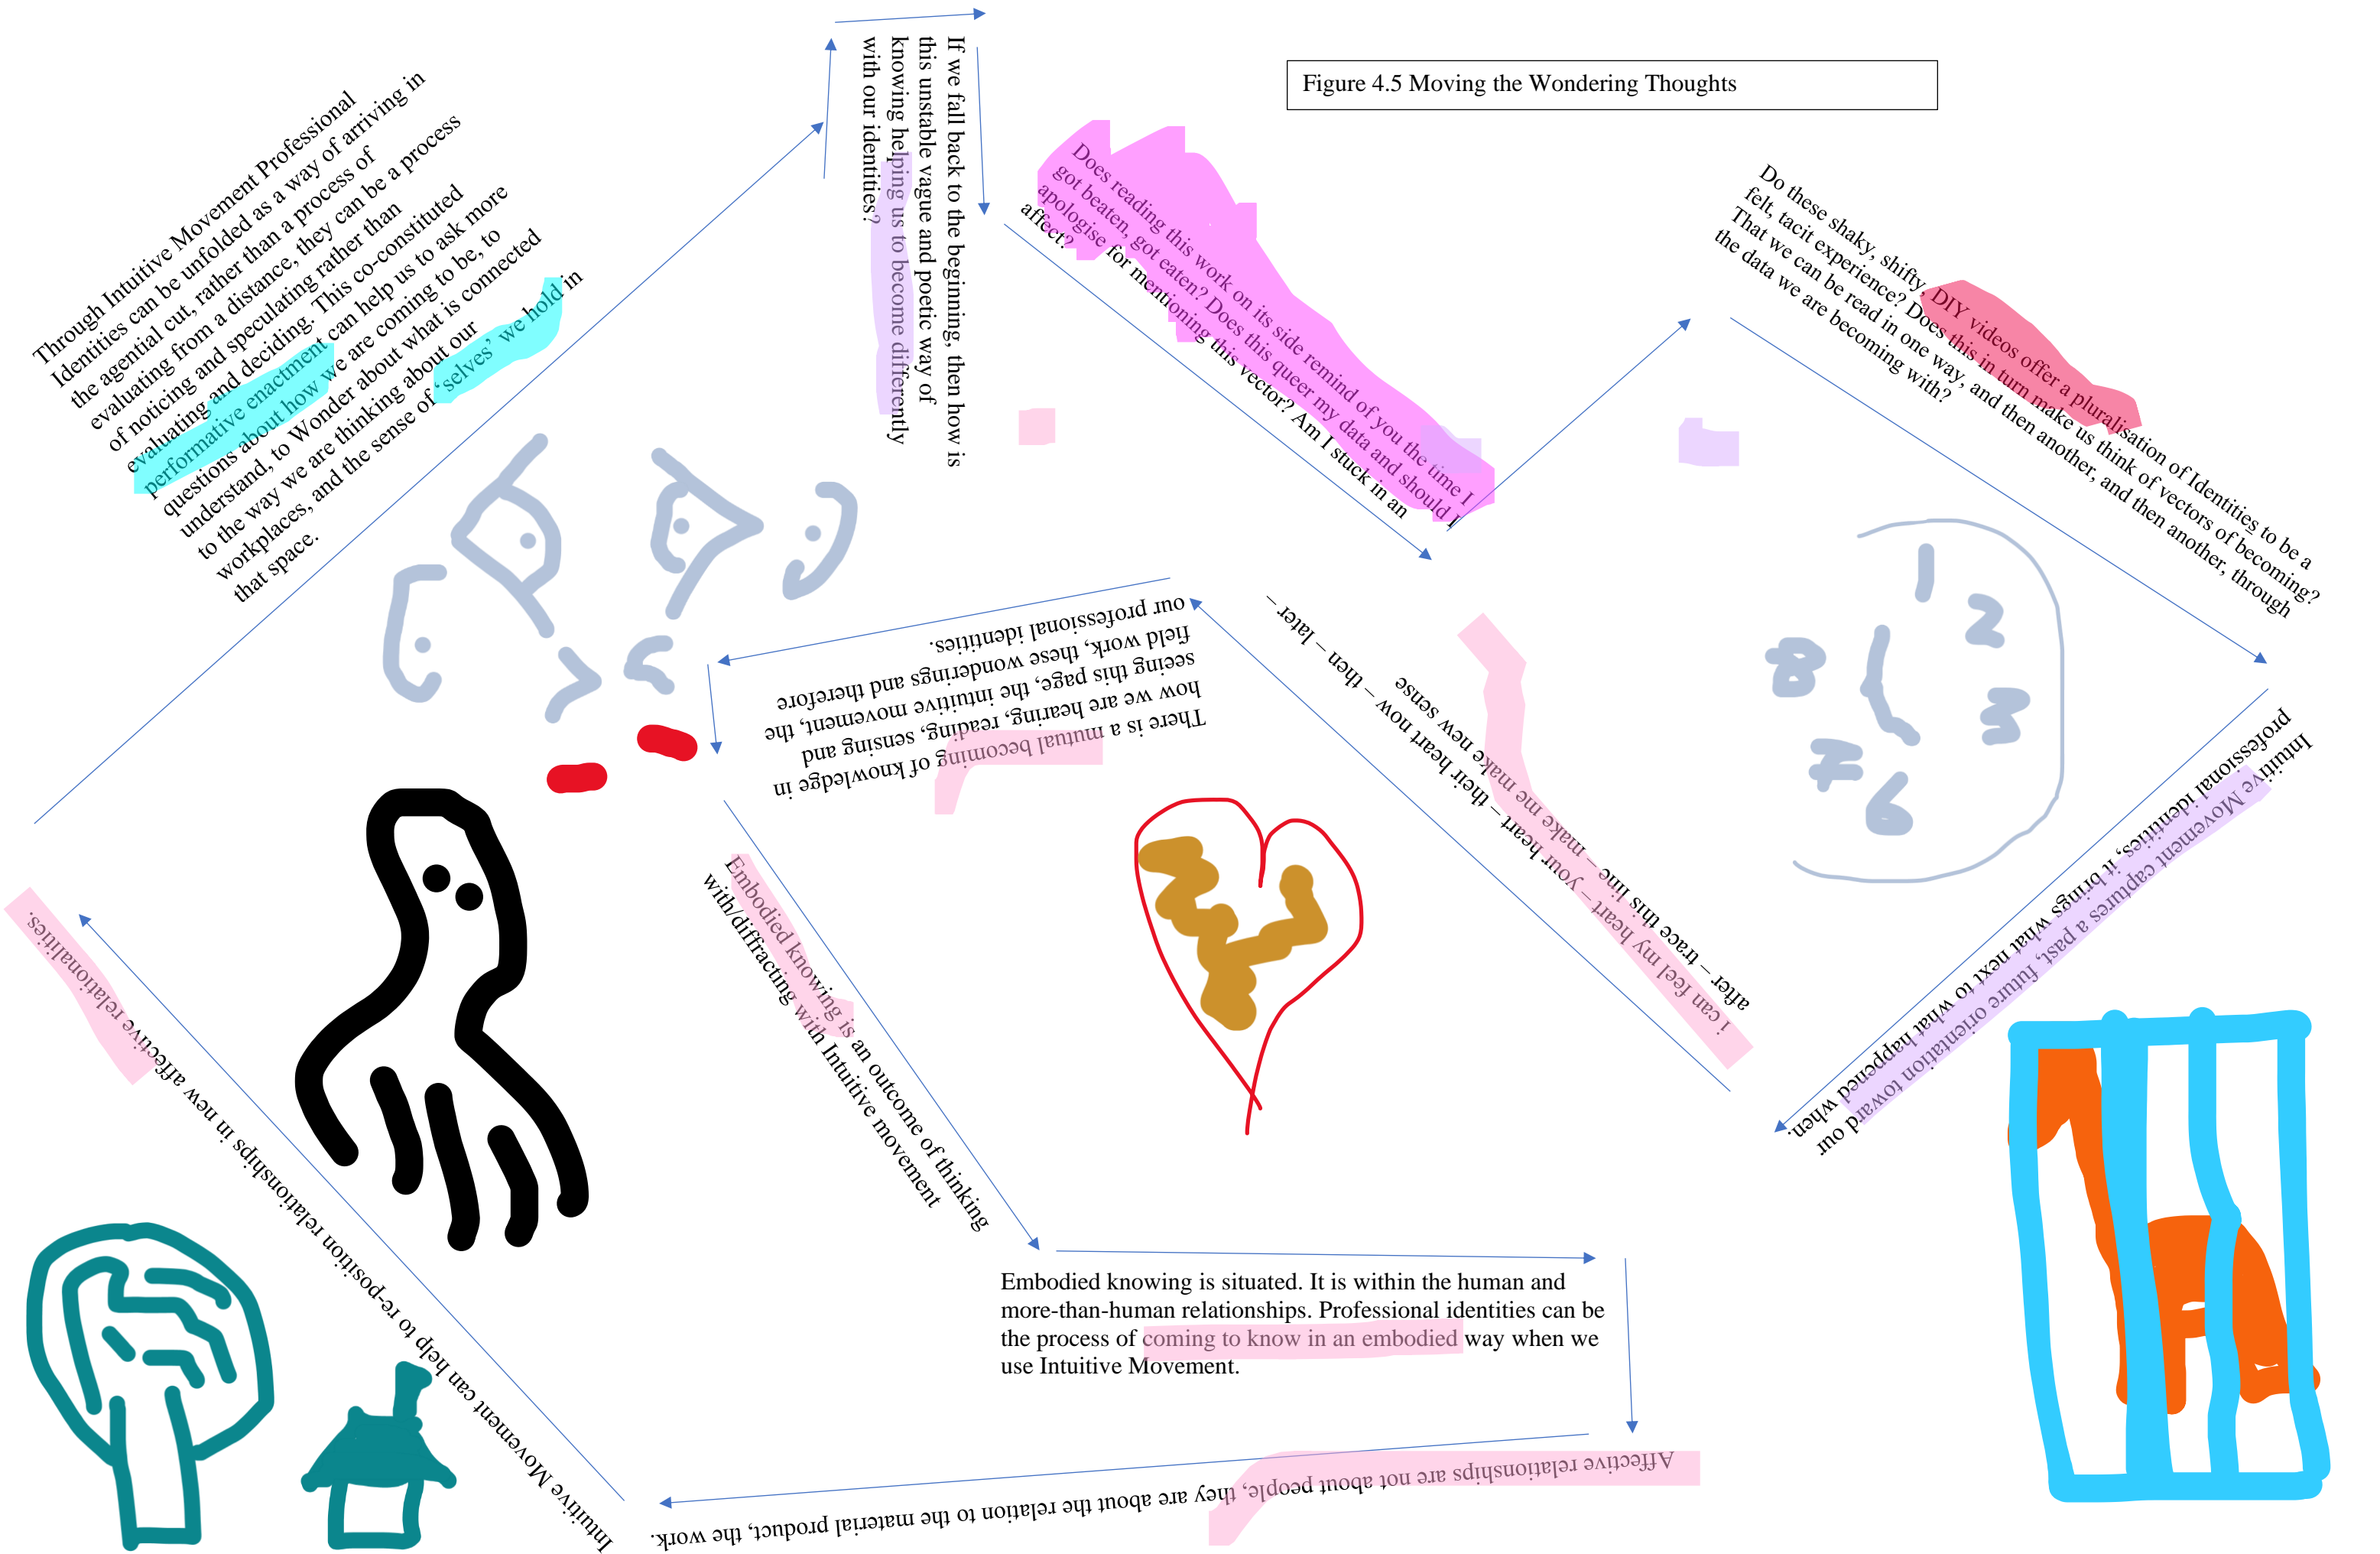 Figure 4.5 Moving the Wondering Thoughts
Through Intuitive Movement Professional
Identities can be unfolded as a way of arriving in
the agential cut, rather than a process of
evaluating from a distance, they can be a process
of noticing and speculating rather than
evaluating and deciding. This co-constituted
performative enactment can help us to ask more
questions about how we are coming to be, to
understand, to Wonder about what is connected
to the way we are thinking about our
workplaces, and the sense of ‘selves’ we hold in
that space.
If we fall back to the beginning, then how is
this unstable vague and poetic way of
knowing helping us to become differently
with our identities?
Does reading this work on its side remind of you the time I
got beaten, got eaten? Does this queer my data and should I
apologise for mentioning this vector? Am I stuck in an
affect?
Do these shaky, shifty, DIY videos offer a pluralisation of Identities to be a
felt, tacit experience? Does this in turn make us think of vectors of becoming?
That we can be read in one way, and then another, and then another, through
the data we are becoming with?
1
2
3
6
7
8
Intuitive Movement captures a past, future orientation toward our
professional identities, it brings what next to what happened when.
i can feel my heart – your heart – their heart now – then – later –
after – trace this line – make me make new sense
There is a mutual becoming of knowledge in
how we are hearing, reading, sensing and
seeing this page, the intuitive movement, the
field work, these wonderings and therefore
our professional identities.
Embodied knowing is an outcome of thinking
with/diffracting with Intuitive movement
Embodied knowing is situated. It is within the human and
more-than-human relationships. Professional identities can be
the process of coming to know in an embodied way when we
use Intuitive Movement.
Affective relationships are not about people, they are about the relation to the material product, the work.
Intuitive Movement can help to re-position relationships in new affective relationalities.